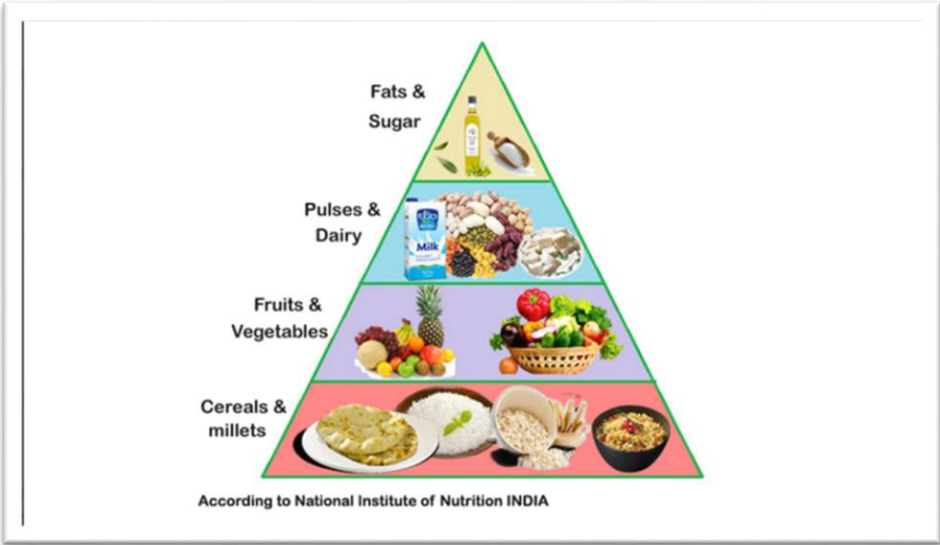 Fats &
Sugar
Pulses &
Dairy
Milk
Fruits &
Vegetables
Cereals &
millets
According to National Institute of Nutrition INDIA